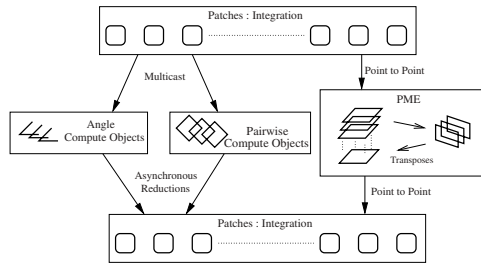 Patches : Integration
Multicast
Point to Point
Angle
Compute Objects
Pairwise
Compute Objects
PME
Transposes
Asynchronous
Reductions
Point to Point
Patches : Integration